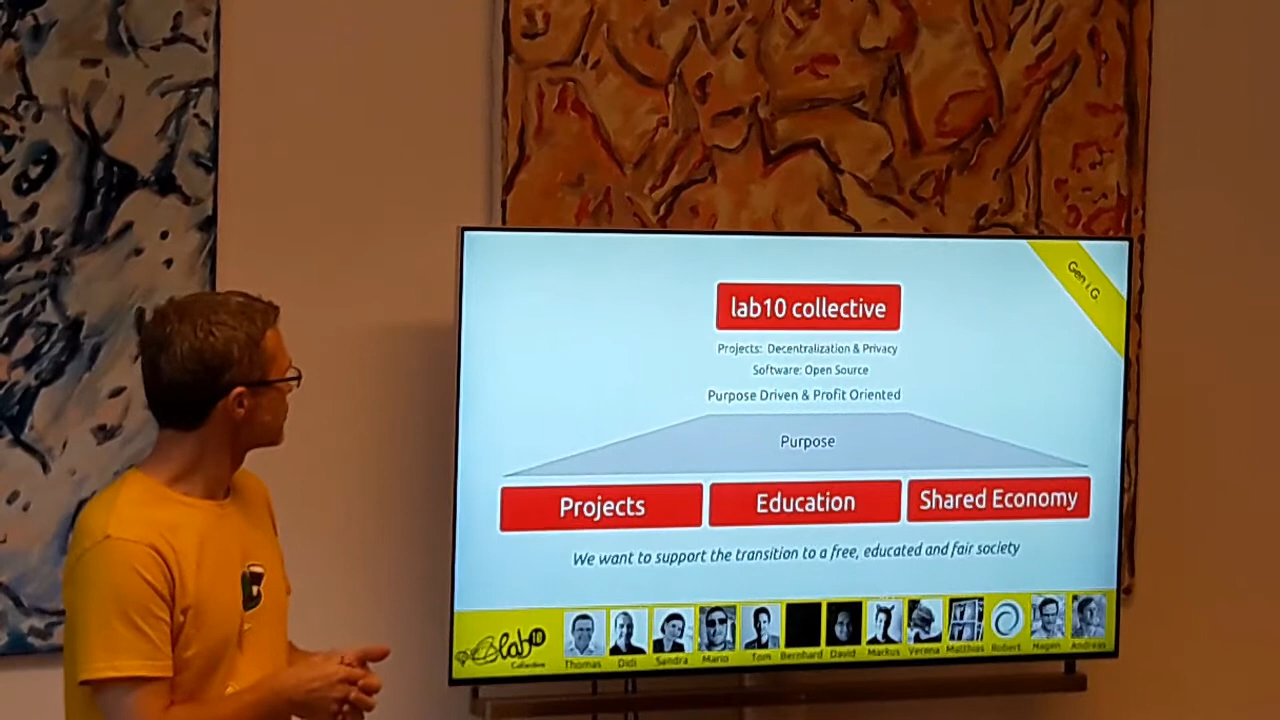 Gen i.G.
lab10 collective
Projects: Decentralization & Privacy
Software: Open Source
Purpose Driven & Profit Oriented
Purpose
Projects Education Shared Economy
We want to support the transition to a free, educated and fair society
lab10
Collective
Thomas Didi Sandra Mario Tom Bernhard David Markus Verena Matthias Robert Hagen Andreas